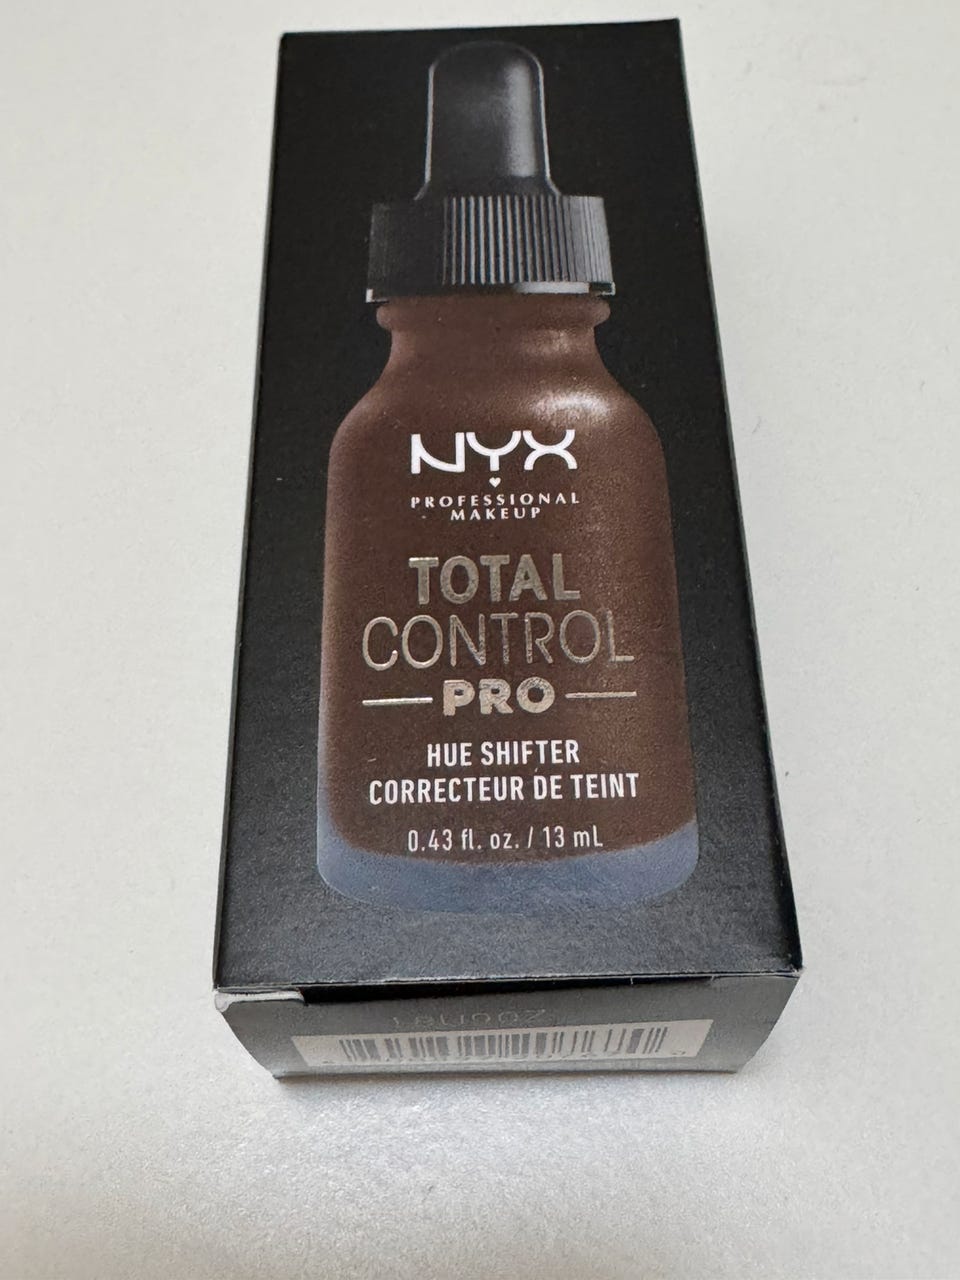 NYX
PROFESSIONAL
MAKEUP
TOTAL
CONTROL
PRO
HUE SHIFTER
CORRECTEUR DE TEINT
0.43 fl. oz. / 13 mL